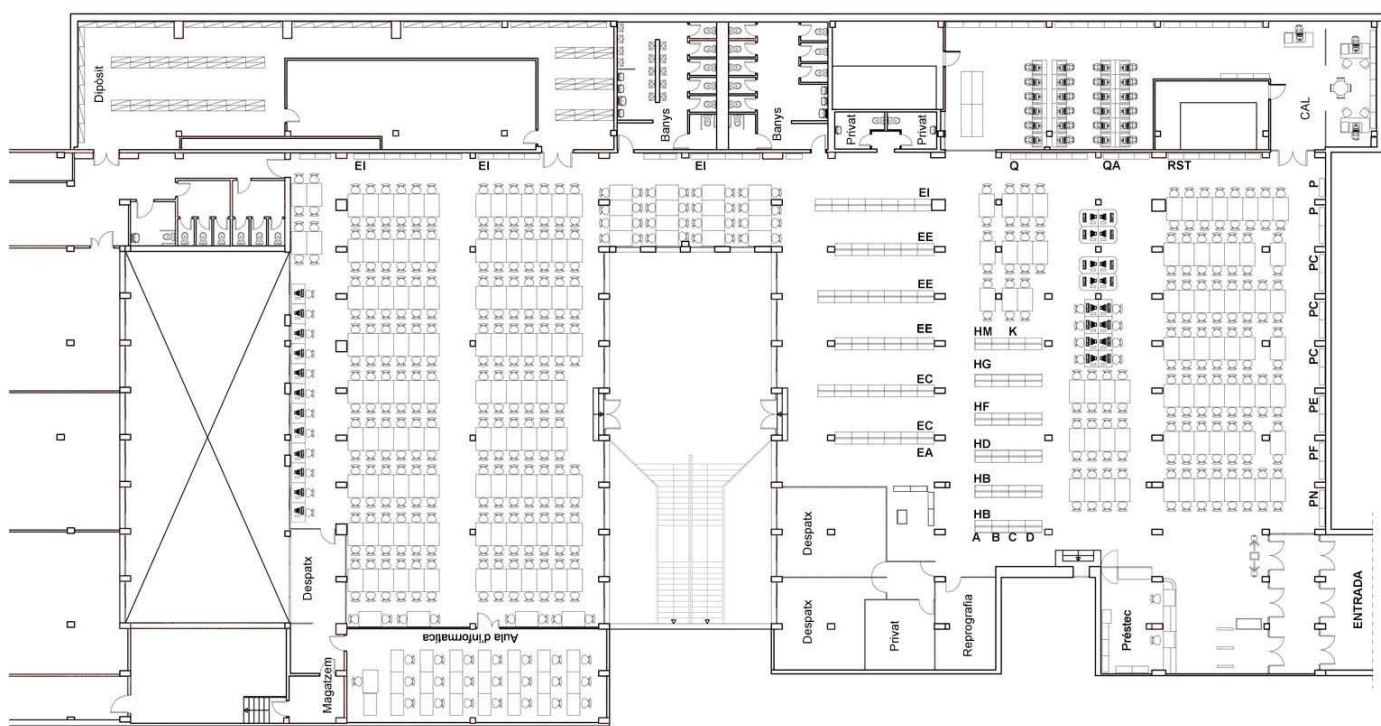 Dipòsit
Banys
Banys
Privat
Privat
CAL
EI
EI
EI
Q
QA
RST
P
P
EI
EE
PC
EE
PC
HM
K
EE
PC
HG
EC
PE
HF
EC
EA
HD
PF
HB
PN
HB
A
B
C
D
Despatx
Despatx
Despatx
Privat
Reprografia
Préstec
ENTRADA
Aula d'informatica
Magatzem